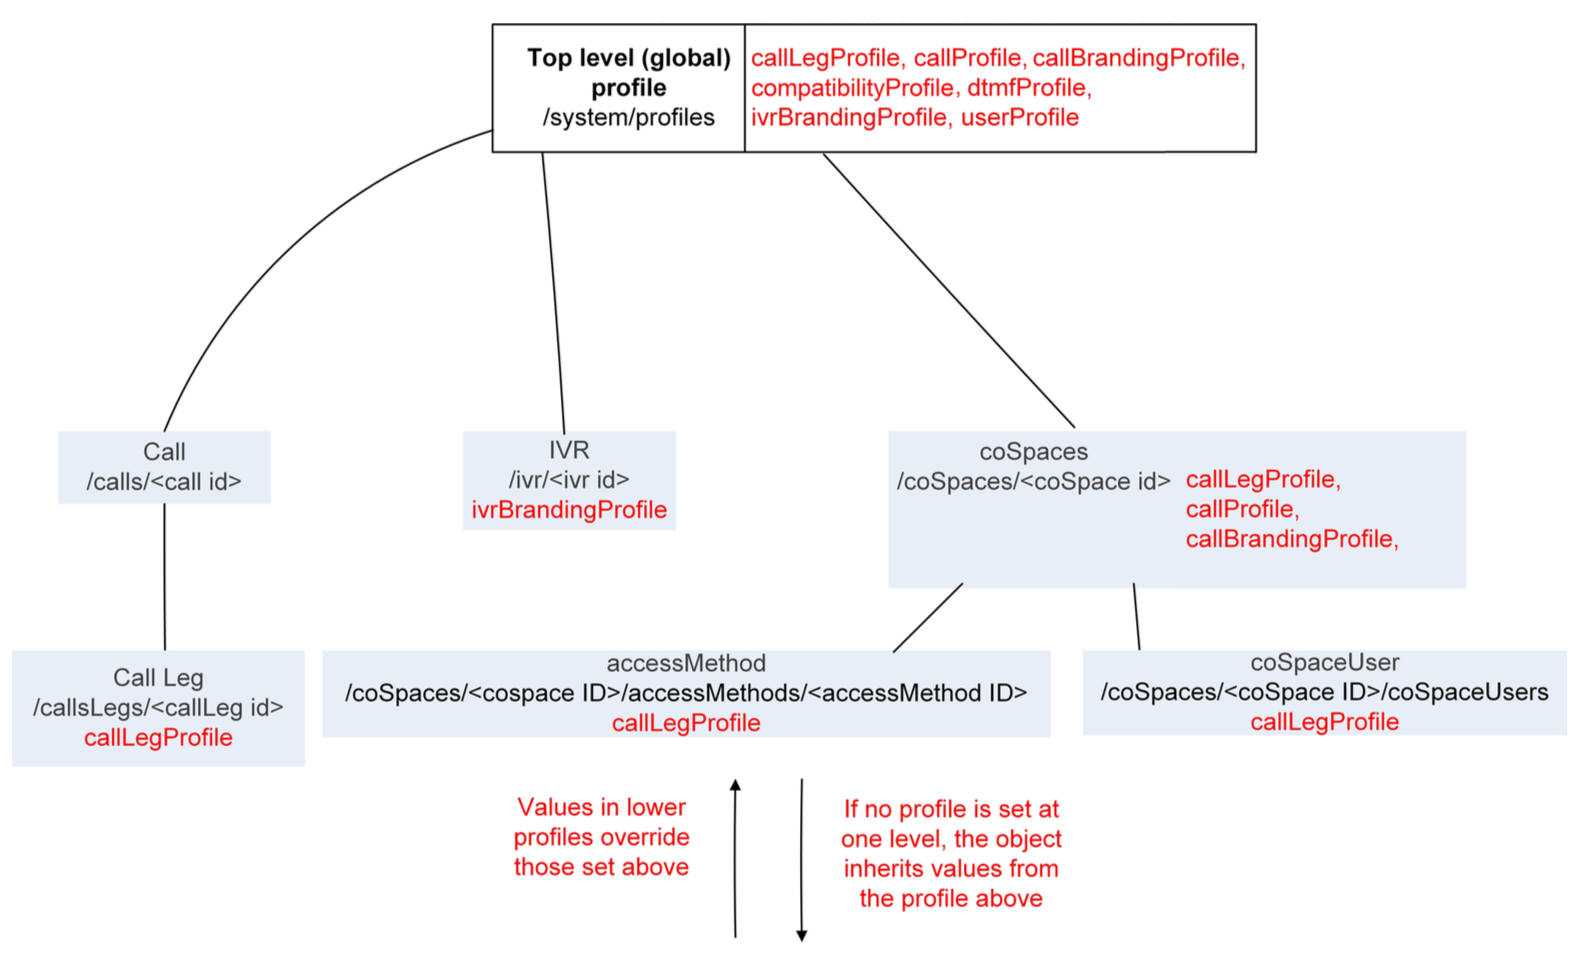 Top level (global)
profile
/system/profiles
callLegProfile, callProfile, callBrandingProfile,
compatibilityProfile, dtmfProfile,
ivrBrandingProfile, userProfile
Call
/calls/<call id>
IVR
/ivr/<ivr id>
ivrBrandingProfile
coSpaces
/coSpaces/<coSpace id>
callLegProfile,
callProfile,
callBrandingProfile,
Call Leg
/callsLegs/<callLeg id>
callLegProfile
accessMethod
/coSpaces/<cospace ID>/accessMethods/<accessMethod ID>
callLegProfile
coSpaceUser
/coSpaces/<coSpace ID>/coSpaceUsers
callLegProfile
Values in lower
profiles override
those set above
If no profile is set at
one level, the object
inherits values from
the profile above